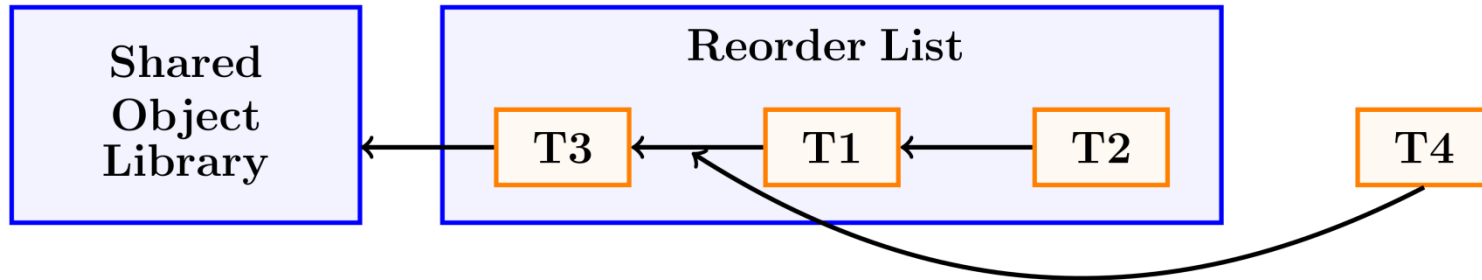 Shared
Object
Library
Reorder List
T3
T1
T2
T4